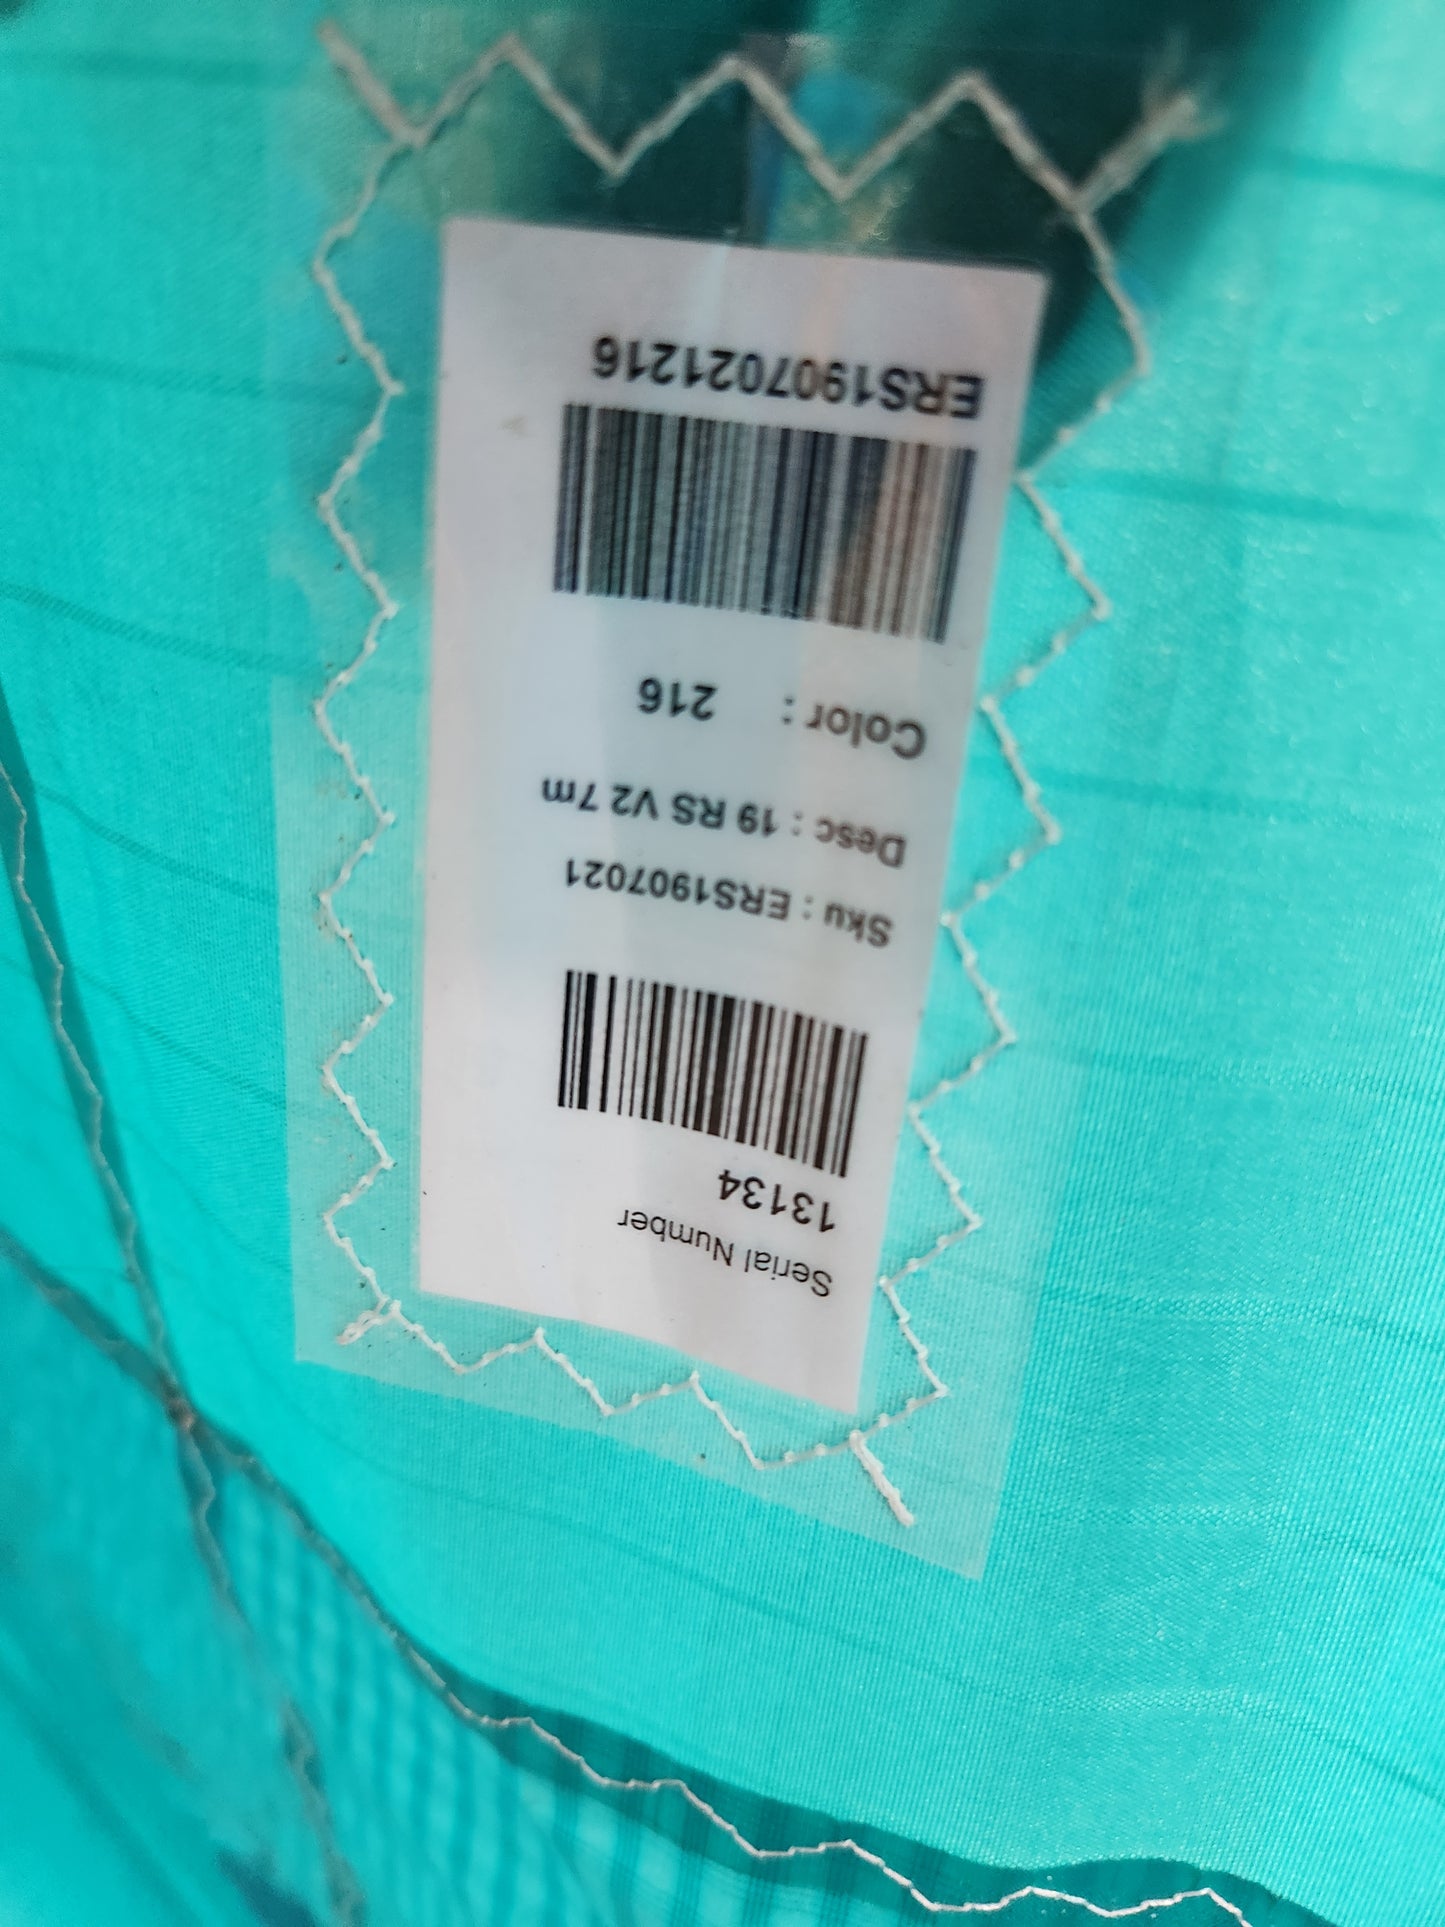 Serial Number
13134
Sku : ERS1907021
Desc : 19 RS V2 7m
Color : 216
ERS1907021216